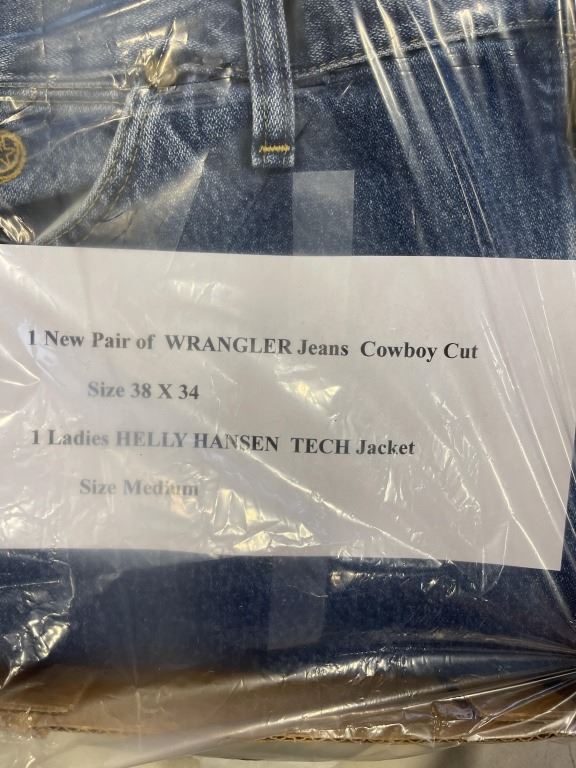 1 New Pair of WRANGLER Jeans Cowboy Cut
Size 38 X 34
1 Ladies HELLY HANSEN TECH Jacket
Size Medium